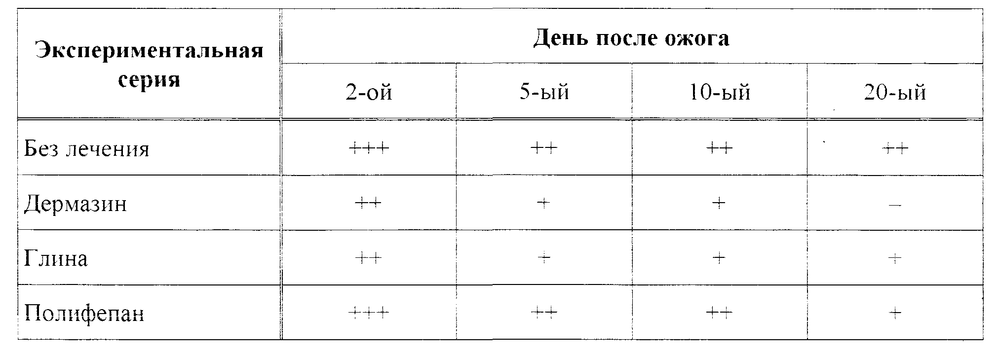 Экспериментальная серия
День после ожога
2-ой 5-ый 10-ый 20-ый
Без лечения +++ ++ ++ ++
Дермазин ++ + + –
Глина ++ + + +
Полифепан +++ ++ ++ +